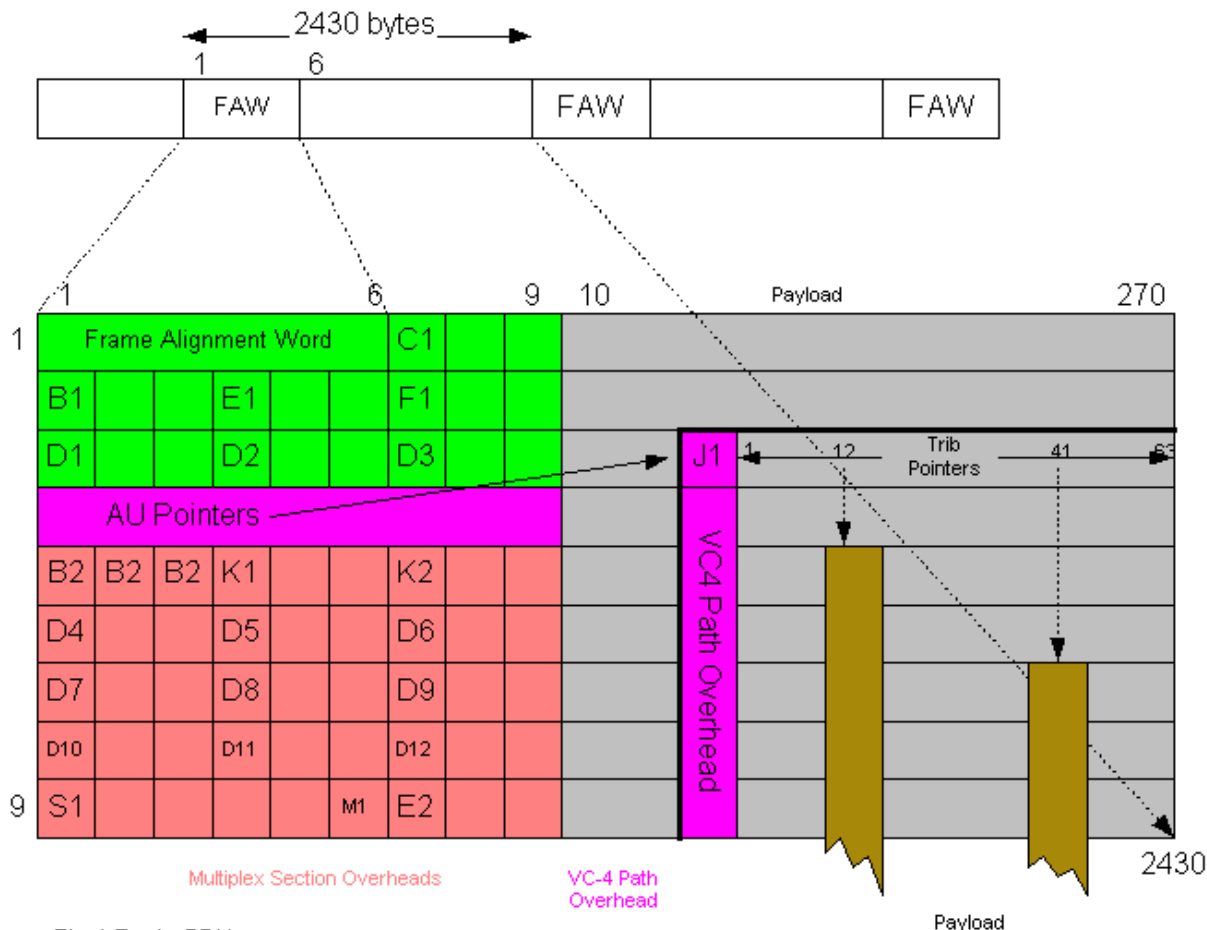 2430 bytes
1 6
FAW FAW FAW
1 6 9 10 Payload 270
1 Frame Alignment Word C1
B1 E1 F1
D1 D2 D3 J1 1 12 Trib Pointers 41 63
AU Pointers
VC4 Path Overhead
B2 B2 B2 K1 K2
D4 D5 D6
D7 D8 D9
D10 D11 D12
9 S1 M1 E2
2430
Multiplex Section Overheads
VC-4 Path
Overhead
Payload